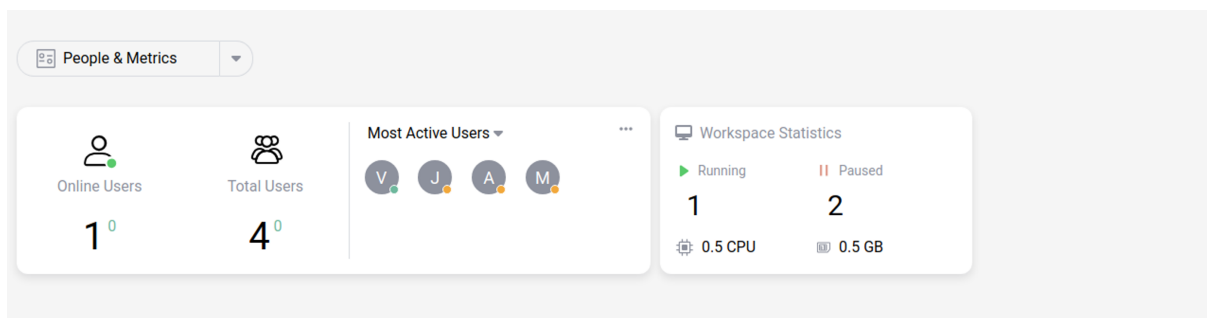 People & Metrics
Online Users
1 0
Total Users
4 0
Most Active Users
V J A M
Workspace Statistics
Running Paused
1 2
0.5 CPU 0.5 GB